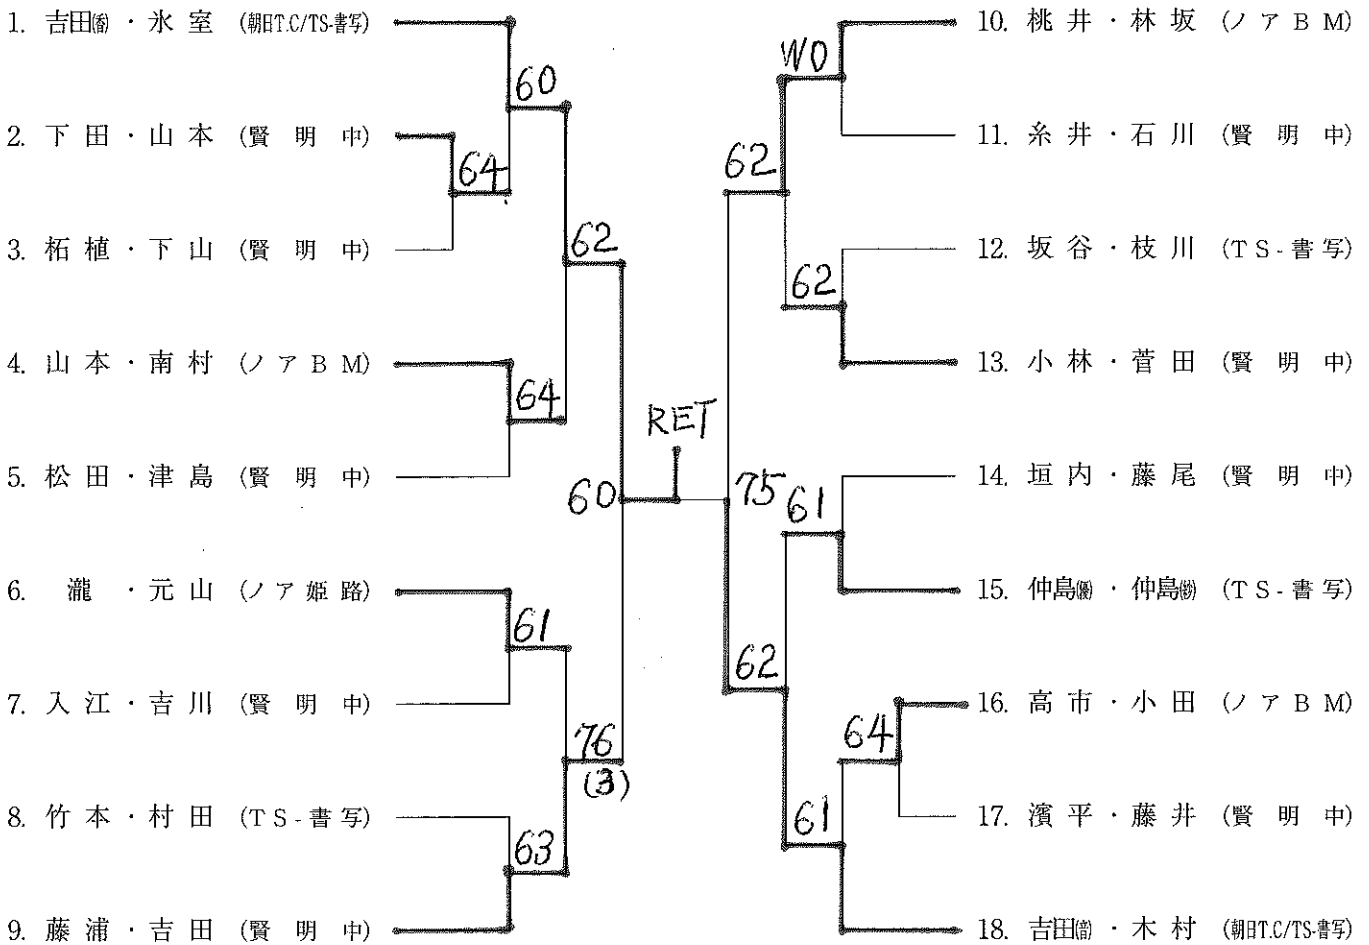 1. 吉田㈮ · 氷室 (朝日T.C/TS-書写)
60
2. 下田 · 山本 (賢明中)
64
3. 柘植 · 下山 (賢明中)
62
4. 山本 · 南村 (ノアBM)
64
5. 松田 · 津島 (賢明中)
60
6. 瀧 · 元山 (ノア姫路)
61
7. 入江 · 吉川 (賢明中)
76
(3)
8. 竹本 · 村田 (TS-書写)
63
9. 藤浦 · 吉田 (賢明中)
RET
10. 桃井 · 林坂 (ノアBM)
WO
11. 糸井 · 石川 (賢明中)
62
12. 坂谷 · 枝川 (TS-書写)
62
13. 小林 · 菅田 (賢明中)
75
14. 垣内 · 藤尾 (賢明中)
61
15. 仲島 · 仲島 (TS-書写)
62
16. 高市 · 小田 (ノアBM)
64
17. 濱平 · 藤井 (賢明中)
61
18. 吉田 · 木村 (朝日T.C/TS-書写)